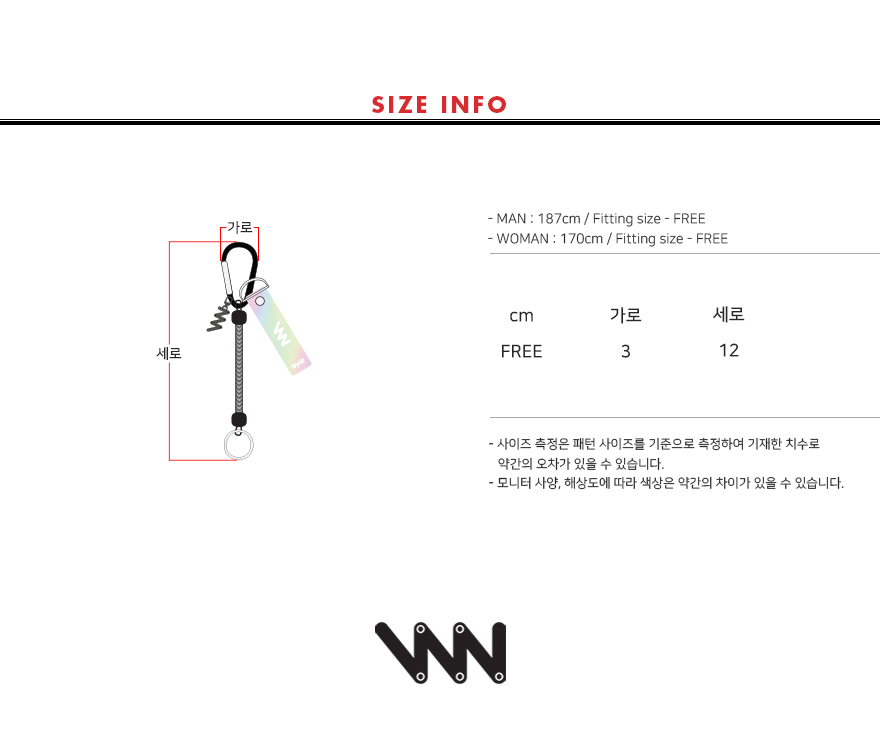 SIZE INFO
가로
세로
- MAN : 187cm / Fitting size - FREE
- WOMAN : 170cm / Fitting size - FREE
cm 가로 세로
FREE 3 12
- 사이즈 측정은 패턴 사이즈를 기준으로 측정하여 기재한 치수로
약간의 오차가 있을 수 있습니다.
- 모니터 사양, 해상도에 따라 색상은 약간의 차이가 있을 수 있습니다.